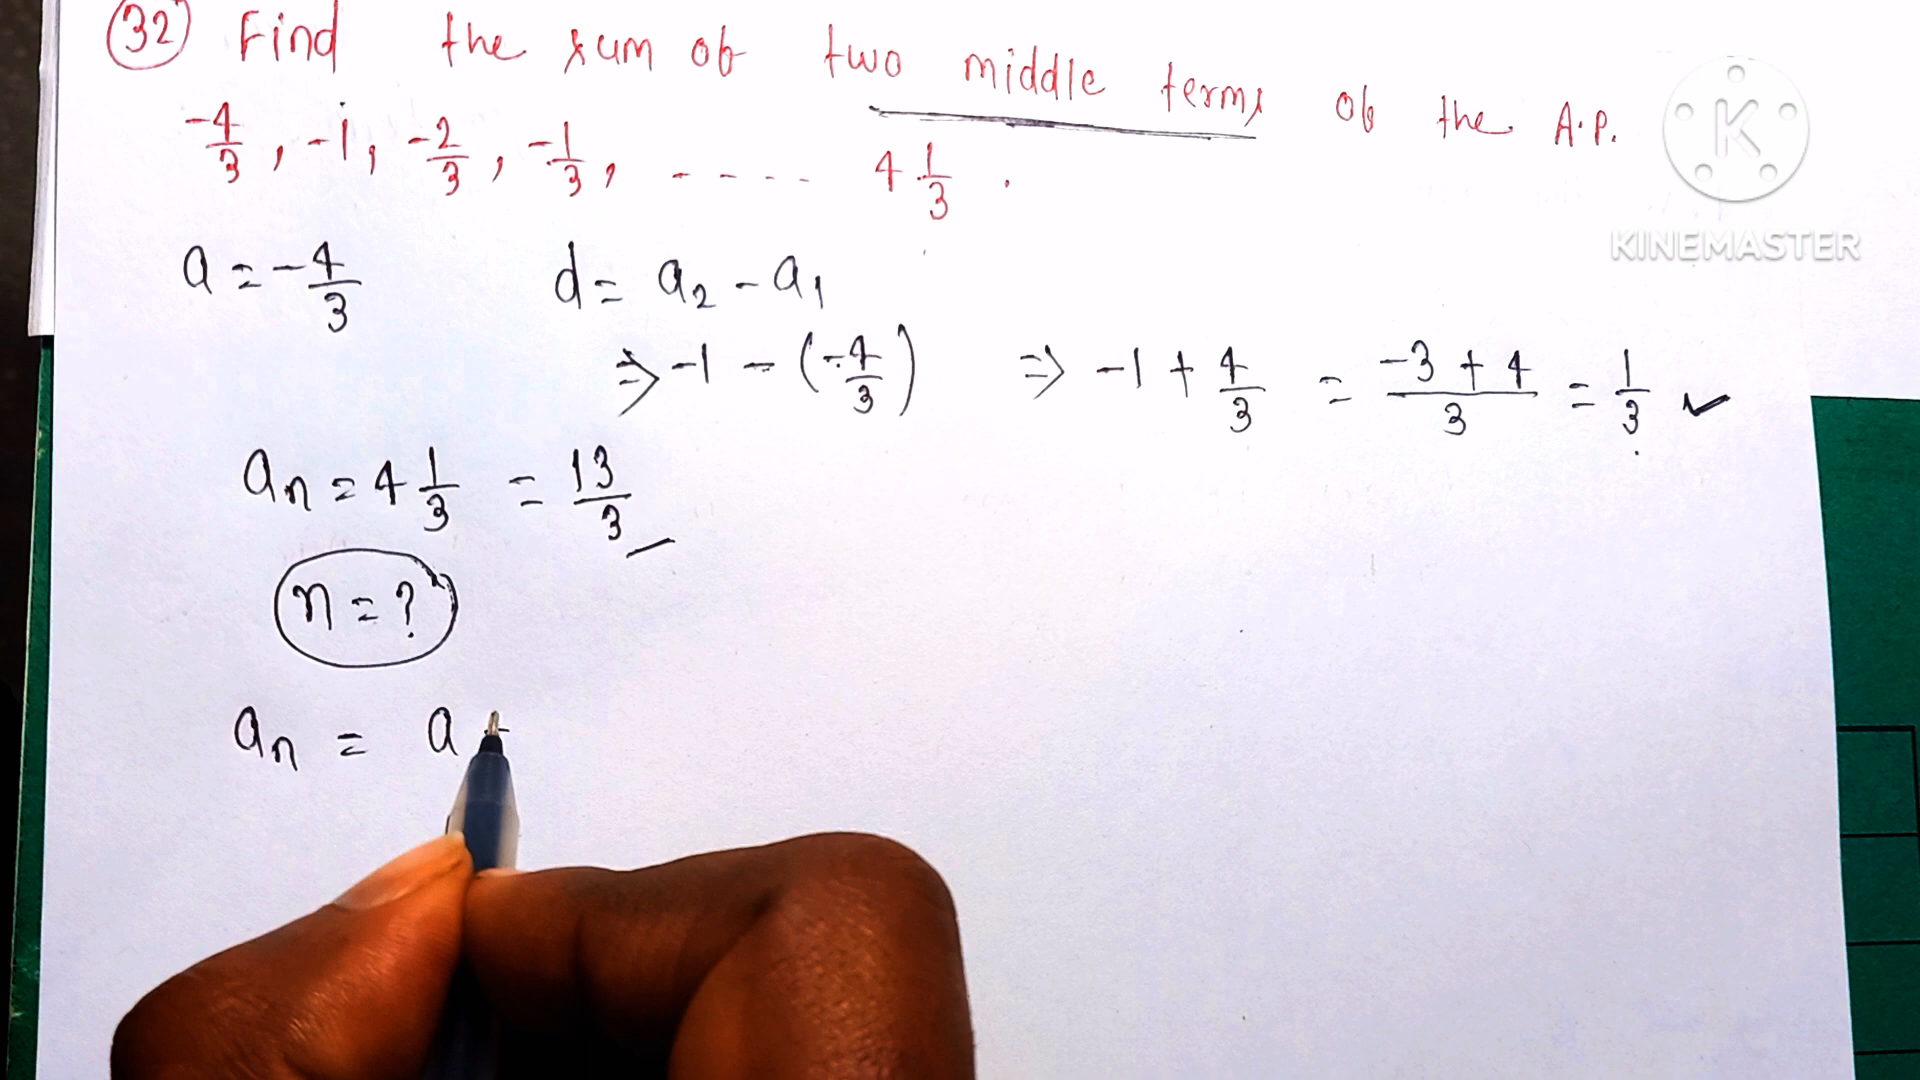 32 Find the sum of two middle terms of the A.P.
-4/3, -1, -2/3, -1/3, ----- 4 1/3.
K
KINEMASTER
a = -4/3 d = a₂ - a₁
⇒ -1 - (-4/3) ⇒ -1 + 4/3 = (-3 + 4)/3 = 1/3 ✓
aₙ = 4 1/3 = 13/3
n = ?
aₙ = a +